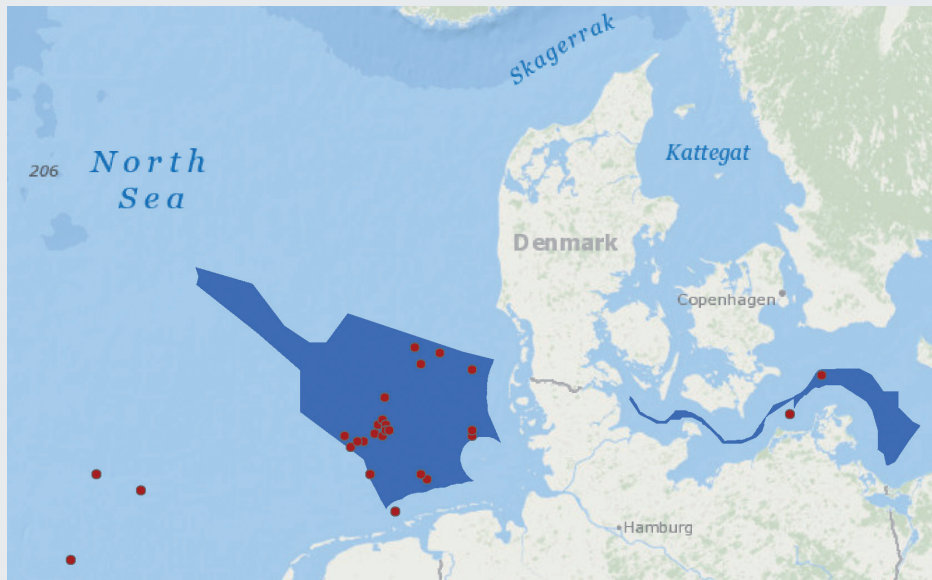 Skagerrak
North
Sea
206
Kattegat
Denmark
Copenhagen
Hamburg